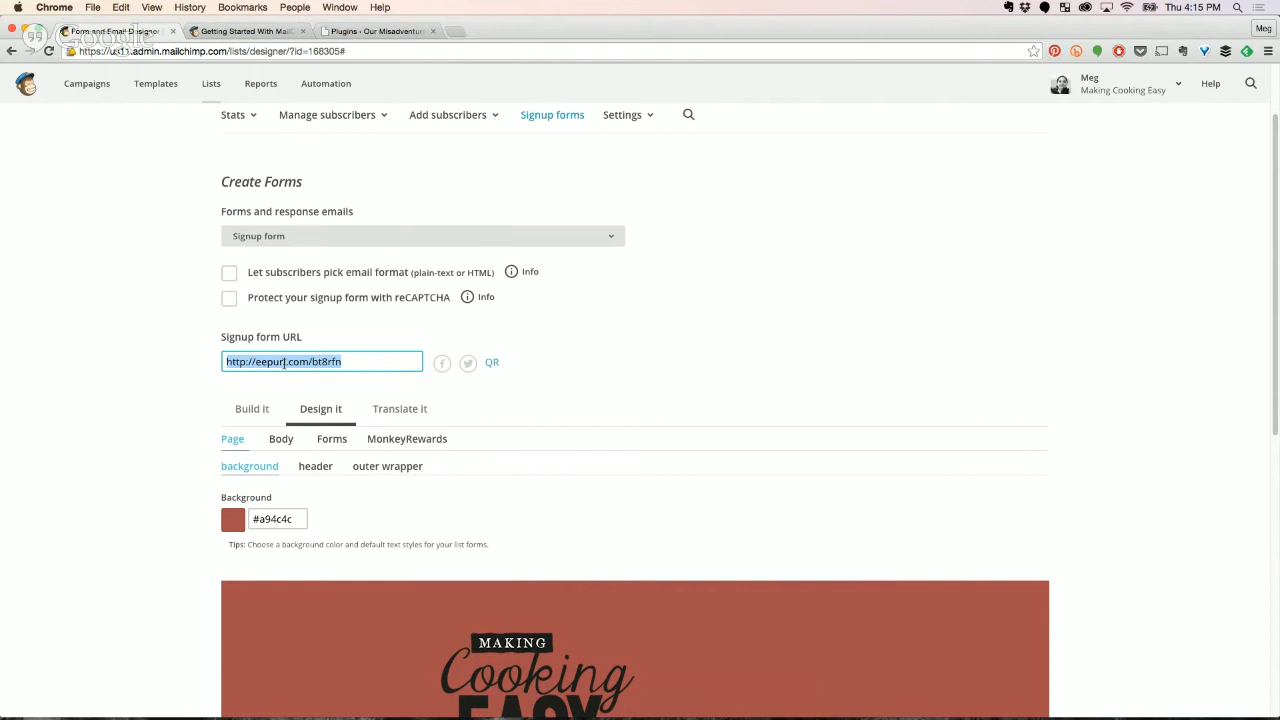 Chrome File Edit View History Bookmarks People Window Help Thu 4:15 PM
Form and Email Designer Getting Started With MailC Plugins ‹ Our Misadventu Meg
Google
https://us11.admin.mailchimp.com/lists/designer/?id=168305#
Campaigns Templates Lists Reports Automation Meg Help
Making Cooking Easy
Stats Manage subscribers Add subscribers Signup forms Settings
Create Forms
Forms and response emails
Signup form
Let subscribers pick email format (plain-text or HTML) Info
Protect your signup form with reCAPTCHA Info
Signup form URL
http://eepurl.com/bt8rfn QR
Build it Design it Translate it
Page Body Forms MonkeyRewards
background header outer wrapper
Background
#a94c4c
Tips: Choose a background color and default text styles for your list forms.
MAKING
Cooking
EASY